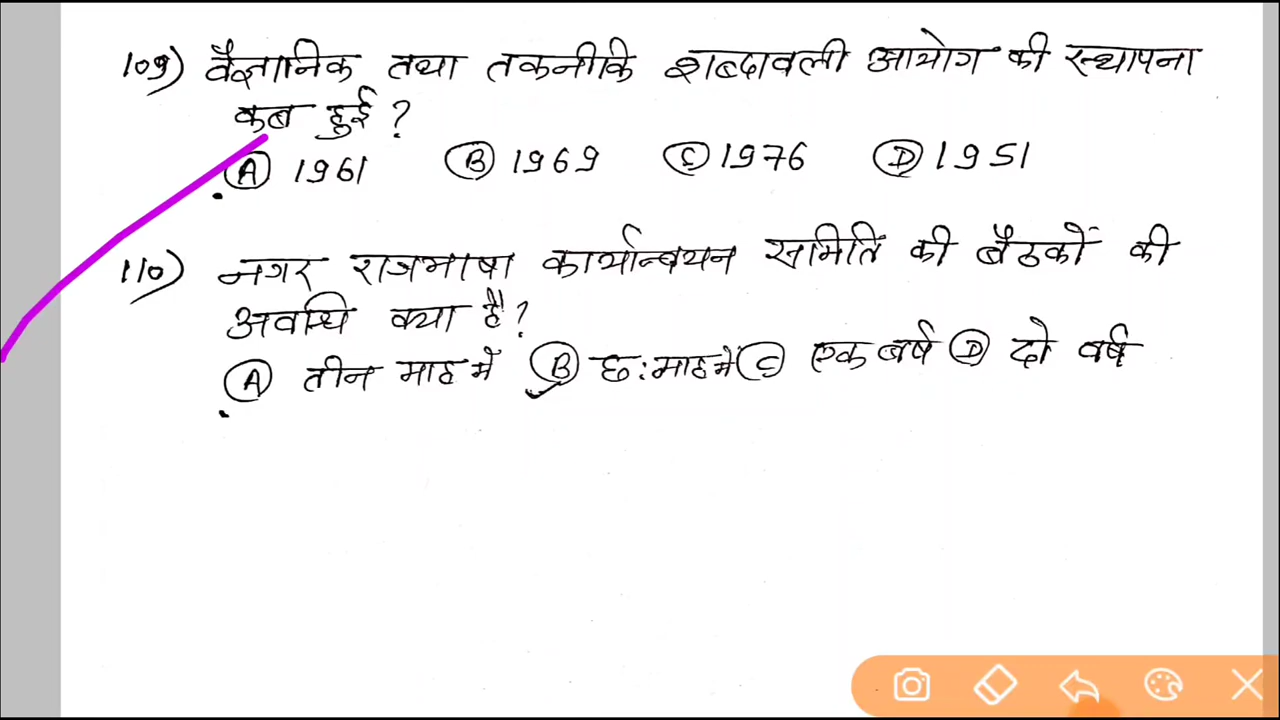 109) वैज्ञानिक तथा तकनीकि शब्दावली आयोग की स्थापना
कब हुई ?
(A) 1961 (B) 1969 (C) 1976 (D) 1951
110) नगर राजभाषा कार्यान्वयन समिति की बैठकों की
अवधि क्या है ?
(A) तीन माह में (B) छ: माह में (C) एक वर्ष (D) दो वर्ष